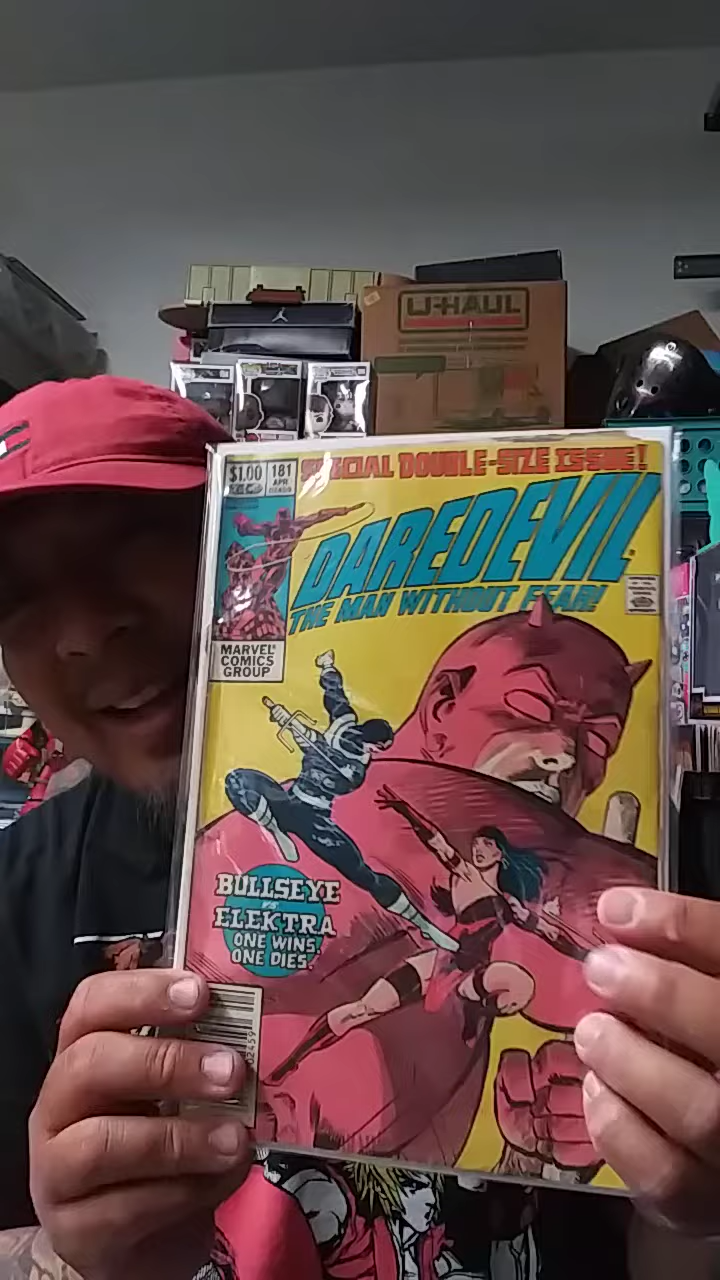 U-HAUL
$1.00
181
APR
SPECIAL DOUBLE-SIZE ISSUE!
DAREDEVIL
THE MAN WITHOUT FEAR!
MARVEL
COMICS
GROUP
BULLSEYE
VS
ELEKTRA
ONE WINS.
ONE DIES.
02459